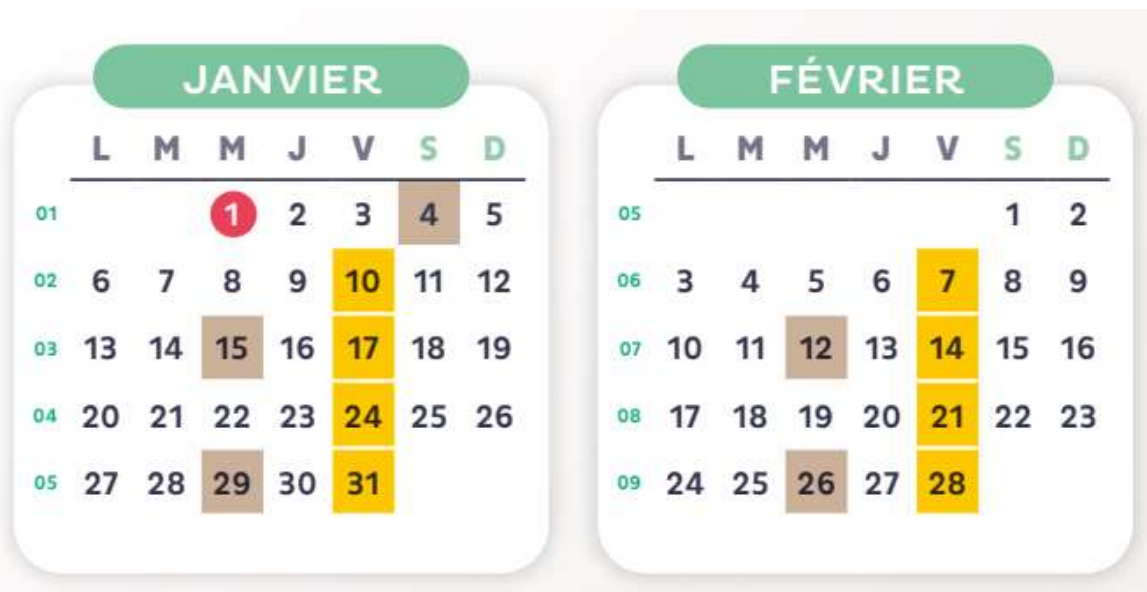 JANVIER
L M M J V S D
01 1 2 3 4 5
02 6 7 8 9 10 11 12
03 13 14 15 16 17 18 19
04 20 21 22 23 24 25 26
05 27 28 29 30 31
FÉVRIER
L M M J V S D
05 1 2
06 3 4 5 6 7 8 9
07 10 11 12 13 14 15 16
08 17 18 19 20 21 22 23
09 24 25 26 27 28